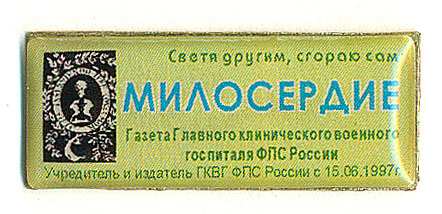 Светя другим, сгораю сам
МИЛОСЕРДИЕ
Газета Главного клинического военного
госпиталя ФПС России
Учредитель и издатель ГКВГ ФПС России с 15.06.1997г.